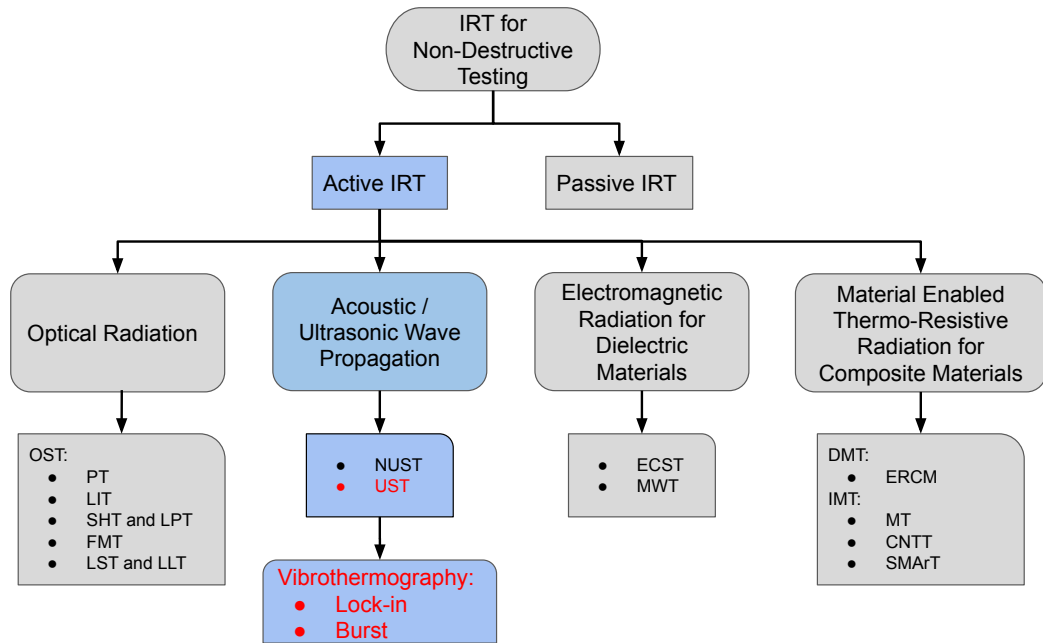 IRT for
Non-Destructive
Testing
Active IRT
Passive IRT
Optical Radiation
Acoustic /
Ultrasonic Wave
Propagation
Electromagnetic
Radiation for
Dielectric
Materials
Material Enabled
Thermo-Resistive
Radiation for
Composite Materials
OST:
● PT
● LIT
● SHT and LPT
● FMT
● LST and LLT
● NUST
● UST
● ECST
● MWT
DMT:
● ERCM
IMT:
● MT
● CNTT
● SMArT
Vibrothermography:
● Lock-in
● Burst